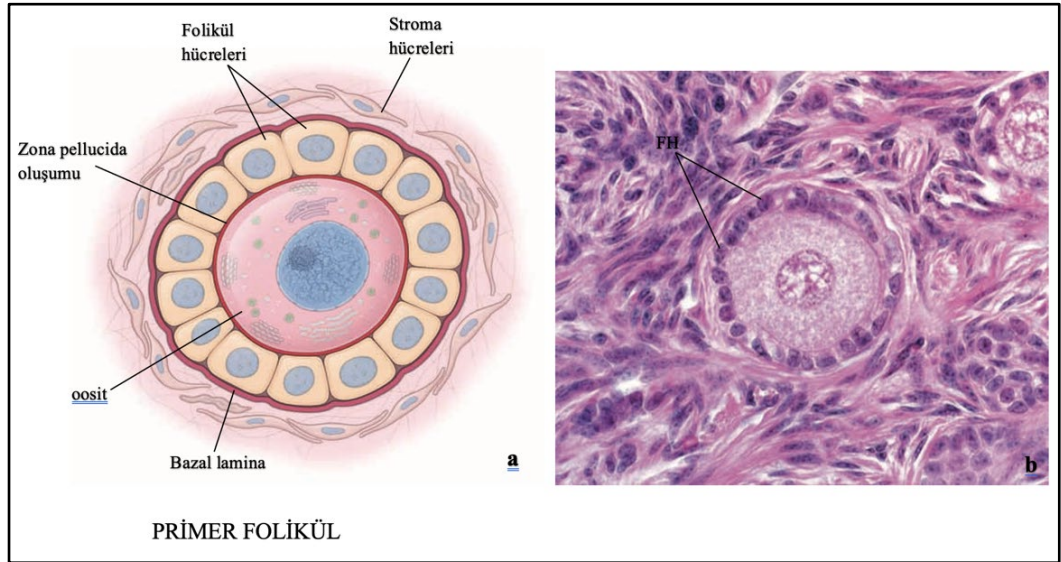 Folikül
hücreleri
Stroma
hücreleri
Zona pellucida
oluşumu
FH
oosit
Bazal lamina
a
b
PRİMER FOLİKÜL